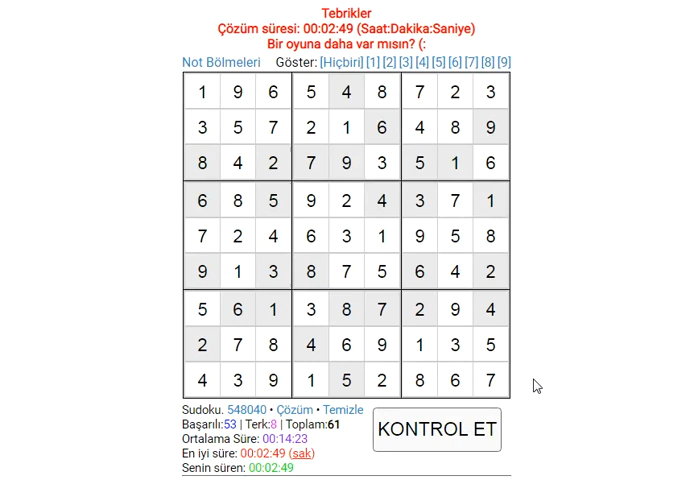 Tebrikler
Çözüm süresi: 00:02:49 (Saat:Dakika:Saniye)
Bir oyuna daha var mısın? (:
Not Bölmeleri Göster: [Hiçbiri] [1] [2] [3] [4] [5] [6] [7] [8] [9]
1 9 6 5 4 8 7 2 3
3 5 7 2 1 6 4 8 9
8 4 2 7 9 3 5 1 6
6 8 5 9 2 4 3 7 1
7 2 4 6 3 1 9 5 8
9 1 3 8 7 5 6 4 2
5 6 1 3 8 7 2 9 4
2 7 8 4 6 9 1 3 5
4 3 9 1 5 2 8 6 7
Sudoku. 548040 • Çözüm • Temizle
Başarılı:53 | Terk:8 | Toplam:61
Ortalama Süre: 00:14:23
En iyi süre: 00:02:49 (sak)
Senin süren: 00:02:49
KONTROL ET